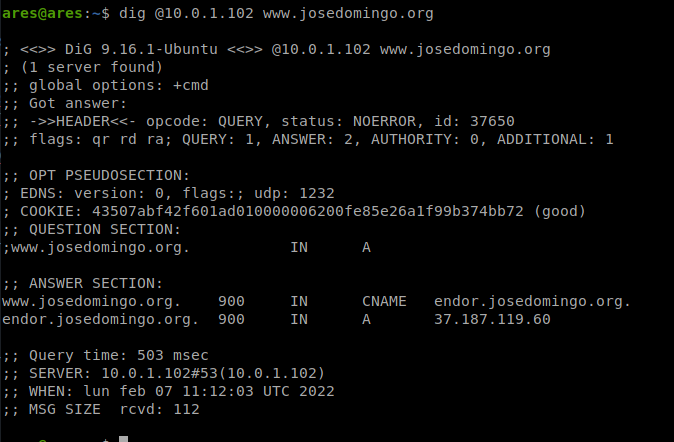 ares@ares:~$ dig @10.0.1.102 www.josedomingo.org

; <<>> DiG 9.16.1-Ubuntu <<>> @10.0.1.102 www.josedomingo.org
; (1 server found)
;; global options: +cmd
;; Got answer:
;; ->>HEADER<<- opcode: QUERY, status: NOERROR, id: 37650
;; flags: qr rd ra; QUERY: 1, ANSWER: 2, AUTHORITY: 0, ADDITIONAL: 1

;; OPT PSEUDOSECTION:
; EDNS: version: 0, flags:; udp: 1232
; COOKIE: 43507abf42f601ad010000006200fe85e26a1f99b374bb72 (good)
;; QUESTION SECTION:
;www.josedomingo.org. IN A

;; ANSWER SECTION:
www.josedomingo.org. 900 IN CNAME endor.josedomingo.org.
endor.josedomingo.org. 900 IN A 37.187.119.60

;; Query time: 503 msec
;; SERVER: 10.0.1.102#53(10.0.1.102)
;; WHEN: lun feb 07 11:12:03 UTC 2022
;; MSG SIZE rcvd: 112